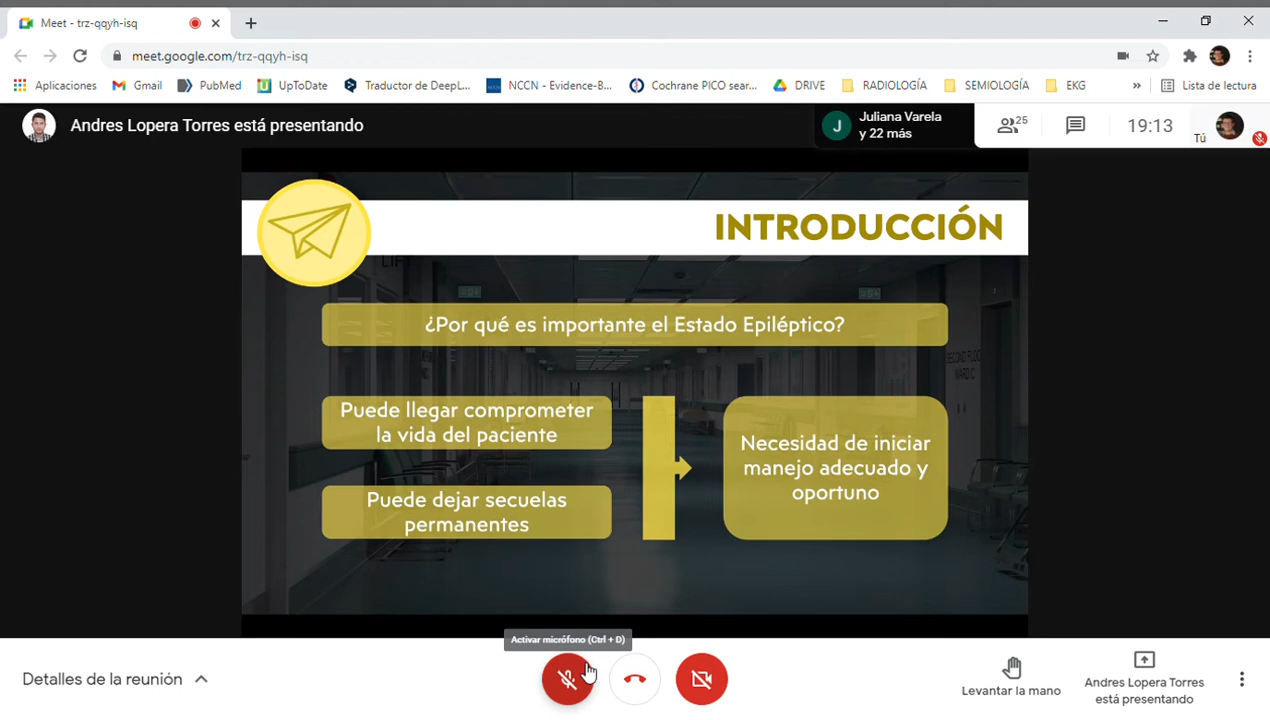 Meet - trz-qqyh-isq
meet.google.com/trz-qqyh-isq
Aplicaciones
Gmail
PubMed
UpToDate
Traductor de DeepL...
NCCN - Evidence-B...
Cochrane PICO sear...
DRIVE
RADIOLOGÍA
SEMIOLOGÍA
EKG
»
Lista de lectura
Andres Lopera Torres está presentando
J
Juliana Varela
y 22 más
25
19:13
Tú
INTRODUCCIÓN
¿Por qué es importante el Estado Epiléptico?
Puede llegar comprometer
la vida del paciente
Puede dejar secuelas
permanentes
Necesidad de iniciar
manejo adecuado y
oportuno
Activar micrófono (Ctrl + D)
Detalles de la reunión
Levantar la mano
Andres Lopera Torres
está presentando